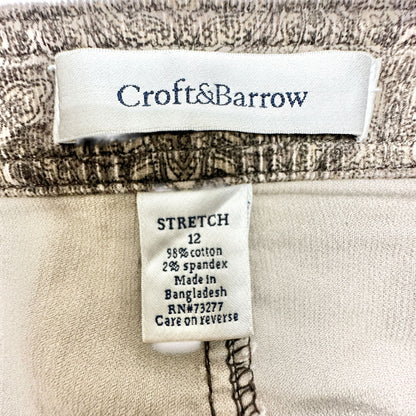 Croft&Barrow
STRETCH
12
98% cotton
2% spandex
Made in
Bangladesh
RN#73277
Care on reverse